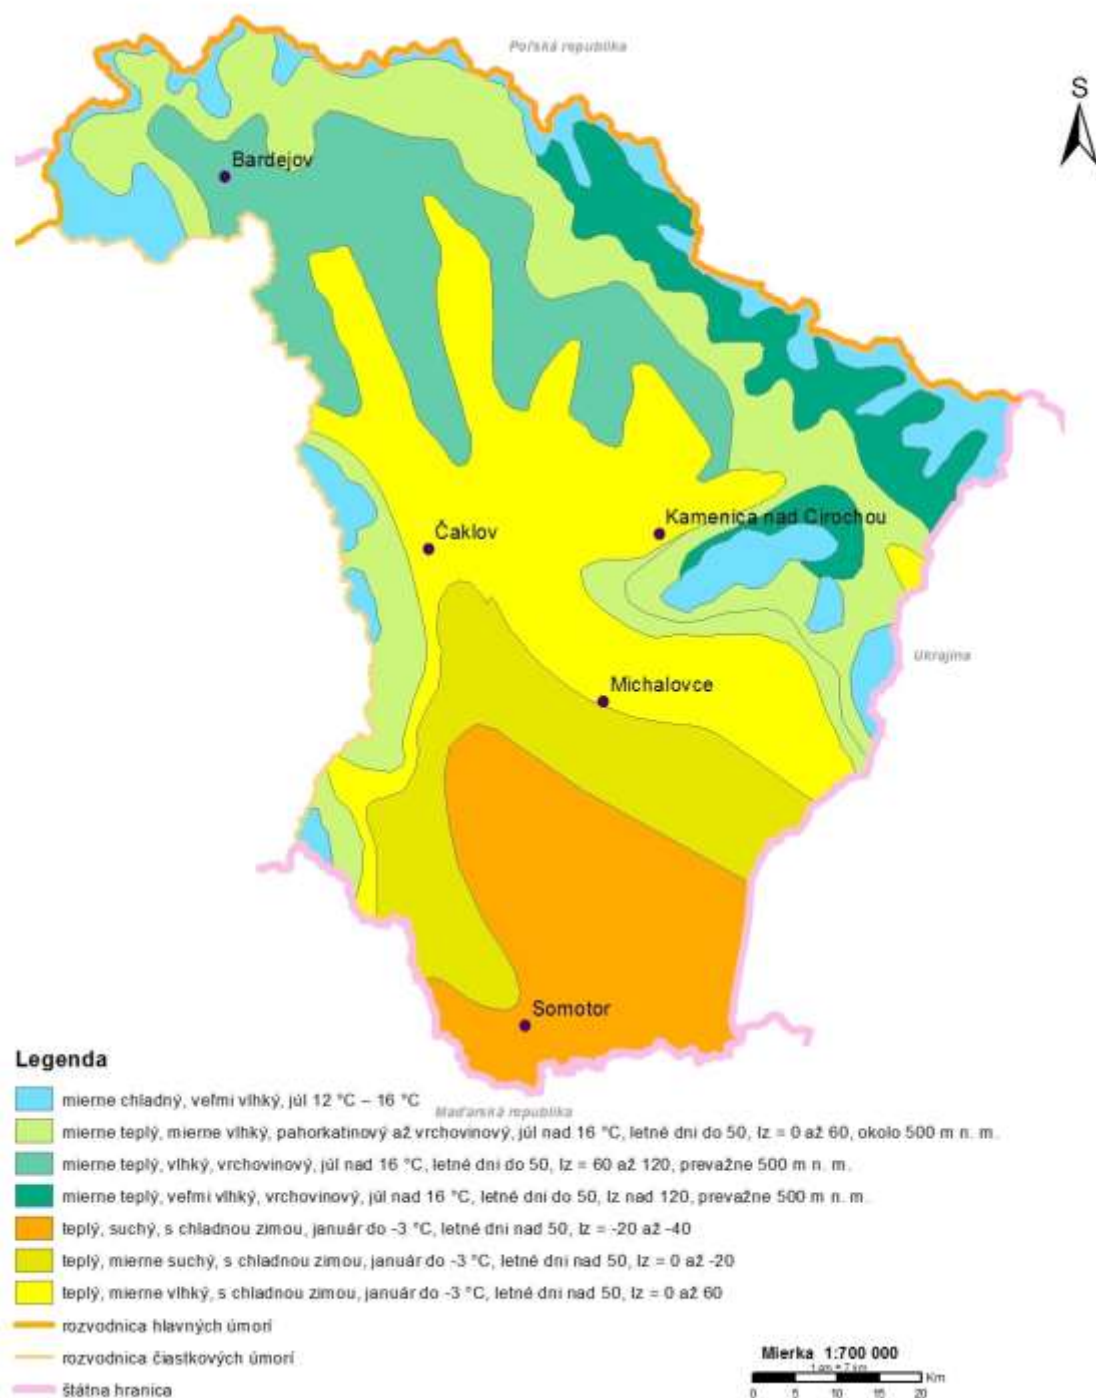 Poľská republika
S
Bardejov
Kamenica nad Cirochou
Čaklov
Ukrajina
Michalovce
Somotor
Legenda
mierne chladný, veľmi vlhký, júl 12 °C – 16 °C
Maďarská republika
mierne teplý, mierne vlhký, pahorkatinový až vrchovinový, júl nad 16 °C, letné dni do 50, Iz = 0 až 60, okolo 500 m n. m.
mierne teplý, vlhký, vrchovinový, júl nad 16 °C, letné dni do 50, Iz = 60 až 120, prevažne 500 m n. m.
mierne teplý, veľmi vlhký, vrchovinový, júl nad 16 °C, letné dni do 50, Iz nad 120, prevažne 500 m n. m.
teplý, suchý, s chladnou zimou, január do -3 °C, letné dni nad 50, Iz = -20 až -40
teplý, mierne suchý, s chladnou zimou, január do -3 °C, letné dni nad 50, Iz = 0 až -20
teplý, mierne vlhký, s chladnou zimou, január do -3 °C, letné dni nad 50, Iz = 0 až 60
rozvodnica hlavných úmorí
rozvodnica čiastkových úmorí
štátna hranica
Mierka 1:700 000
1 cm = 7 km
Km
0 5 10 15 20